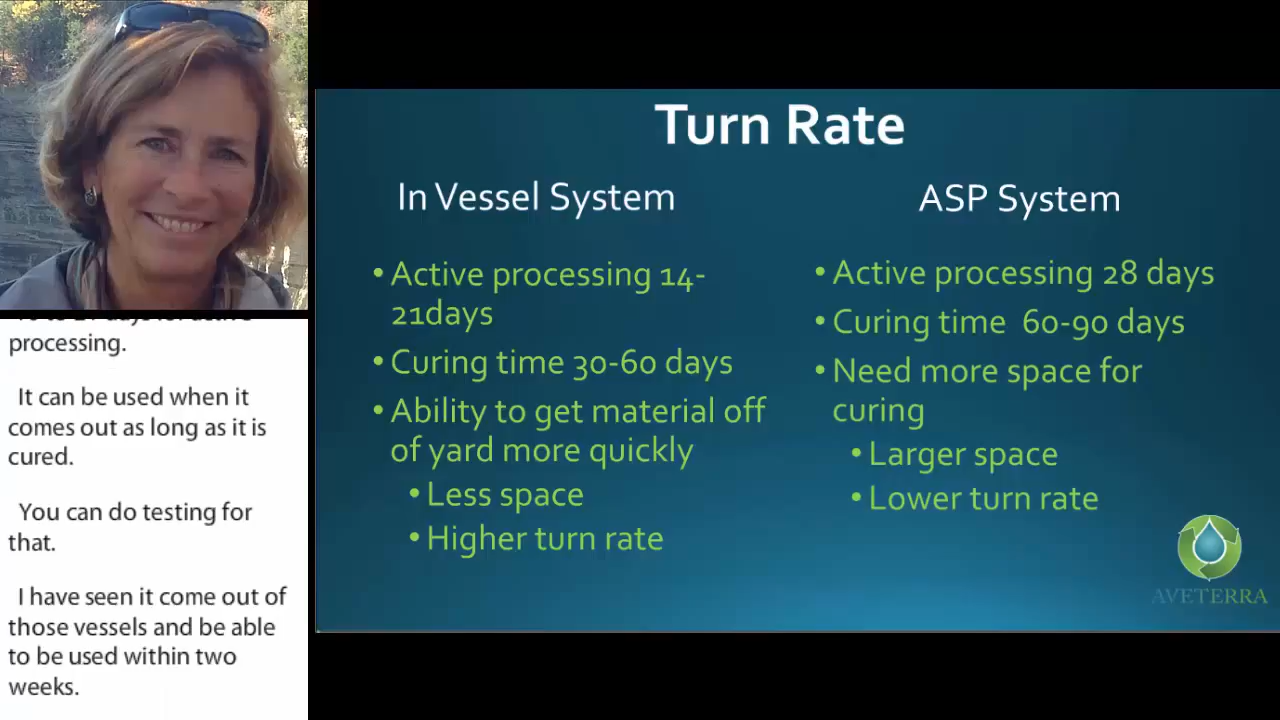 processing.
It can be used when it
comes out as long as it is
cured.
You can do testing for
that.
I have seen it come out of
those vessels and be able
to be used within two
weeks.
Turn Rate
In Vessel System
• Active processing 14-
21days
• Curing time 30-60 days
• Ability to get material off
of yard more quickly
• Less space
• Higher turn rate
ASP System
• Active processing 28 days
• Curing time 60-90 days
• Need more space for
curing
• Larger space
• Lower turn rate
AVETERRA